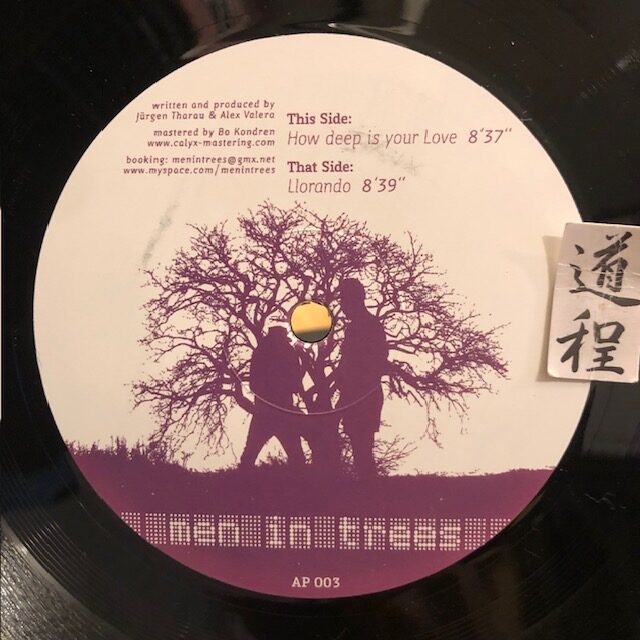 written and produced by
Jürgen Tharau & Alex Valera
mastered by Bo Kondren
www.calyx-mastering.com
booking: menintrees@gmx.net
www.myspace.com/menintrees
This Side:
How deep is your Love 8'37"
That Side:
Llorando 8'39"
道
程
men in trees
AP 003